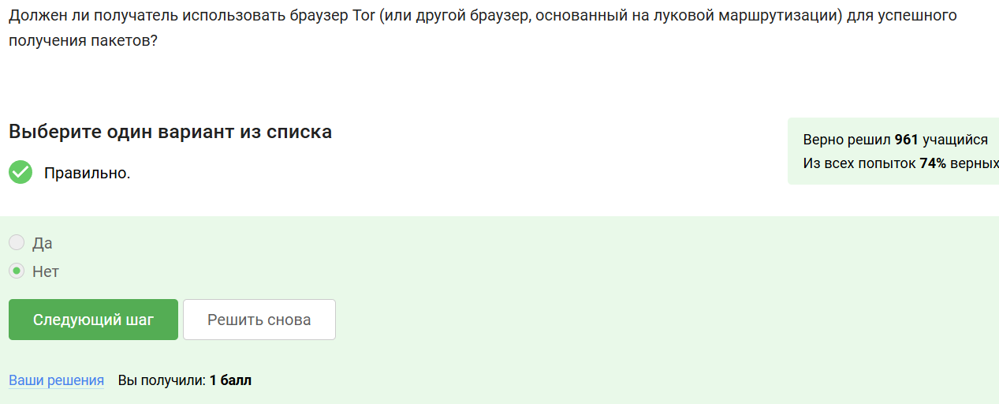 Должен ли получатель использовать браузер Tor (или другой браузер, основанный на луковой маршрутизации) для успешного
получения пакетов?
Выберите один вариант из списка
Правильно.
Верно решил 961 учащийся
Из всех попыток 74% верных
Да
Нет
Следующий шаг
Решить снова
Ваши решения Вы получили: 1 балл